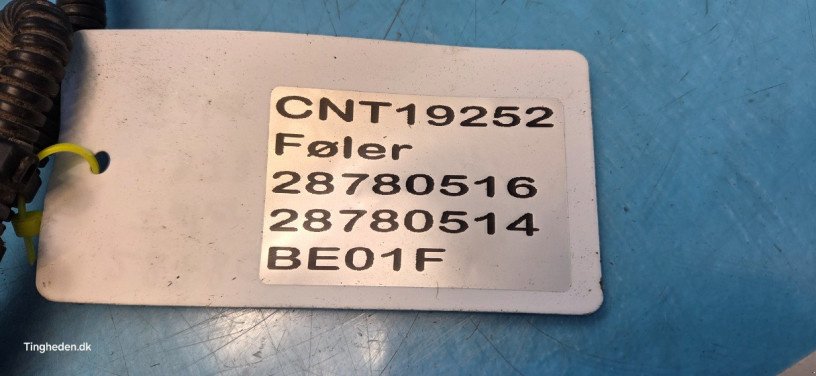 CNT19252
Føler
28780516
28780514
BE01F
Tingheden.dk